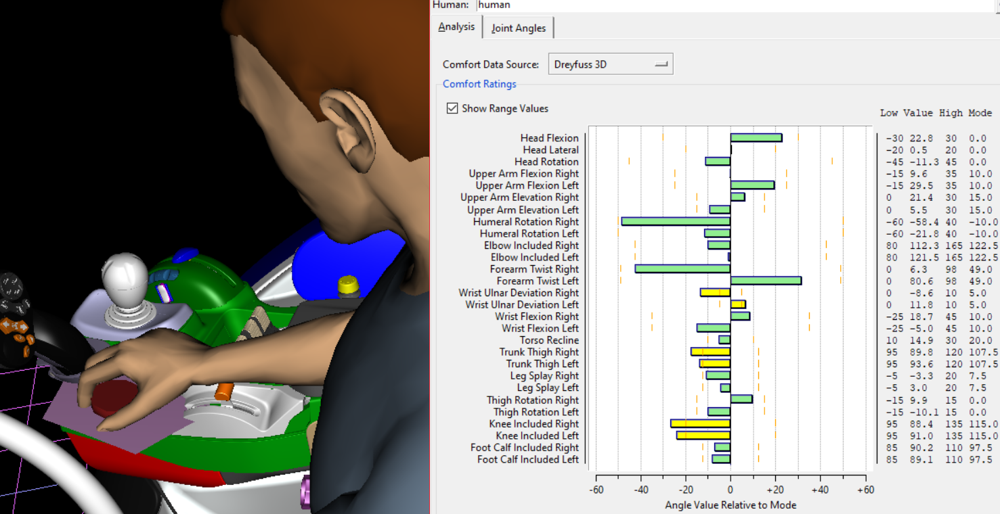 Human: human
Analysis Joint Angles
Comfort Data Source: Dreyfuss 3D
Comfort Ratings
Show Range Values
Low Value High Mode
Head Flexion -30 22.8 30 0.0
Head Lateral -20 0.5 20 0.0
Head Rotation -45 -11.3 45 0.0
Upper Arm Flexion Right -15 9.6 35 10.0
Upper Arm Flexion Left -15 29.5 35 10.0
Upper Arm Elevation Right 0 21.4 30 15.0
Upper Arm Elevation Left 0 5.5 30 15.0
Humeral Rotation Right -60 -58.4 40 -10.0
Humeral Rotation Left -60 -21.8 40 -10.0
Elbow Included Right 80 112.3 165 122.5
Elbow Included Left 80 121.5 165 122.5
Forearm Twist Right 0 6.3 98 49.0
Forearm Twist Left 0 80.6 98 49.0
Wrist Ulnar Deviation Right 0 -8.6 10 5.0
Wrist Ulnar Deviation Left 0 11.8 10 5.0
Wrist Flexion Right -25 18.7 45 10.0
Wrist Flexion Left -25 -5.0 45 10.0
Torso Recline 10 14.9 30 20.0
Trunk Thigh Right 95 89.8 120 107.5
Trunk Thigh Left 95 93.6 120 107.5
Leg Splay Right -5 -3.3 20 7.5
Leg Splay Left -5 3.0 20 7.5
Thigh Rotation Right -15 9.9 15 0.0
Thigh Rotation Left -15 -10.1 15 0.0
Knee Included Right 95 88.4 135 115.0
Knee Included Left 95 91.0 135 115.0
Foot Calf Included Right 85 90.2 110 97.5
Foot Calf Included Left 85 89.1 110 97.5
-60 -40 -20 0 +20 +40 +60
Angle Value Relative to Mode